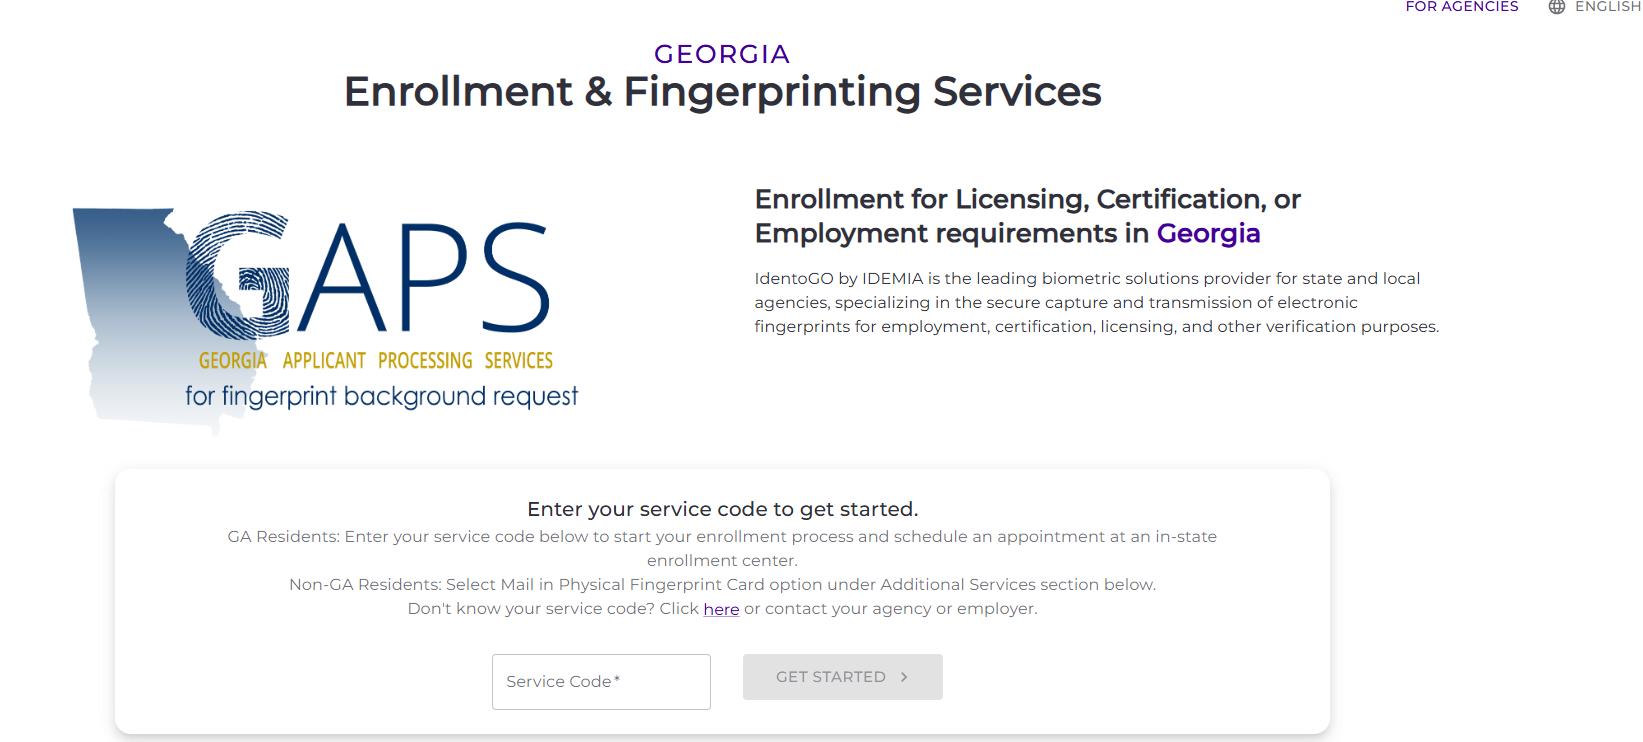 FOR AGENCIES ENGLISH
GEORGIA
Enrollment & Fingerprinting Services
GAPS
GEORGIA APPLICANT PROCESSING SERVICES
for fingerprint background request
Enrollment for Licensing, Certification, or
Employment requirements in Georgia
IdentoGO by IDEMIA is the leading biometric solutions provider for state and local
agencies, specializing in the secure capture and transmission of electronic
fingerprints for employment, certification, licensing, and other verification purposes.
Enter your service code to get started.
GA Residents: Enter your service code below to start your enrollment process and schedule an appointment at an in-state
enrollment center.
Non-GA Residents: Select Mail in Physical Fingerprint Card option under Additional Services section below.
Don't know your service code? Click here or contact your agency or employer.
Service Code*
GET STARTED